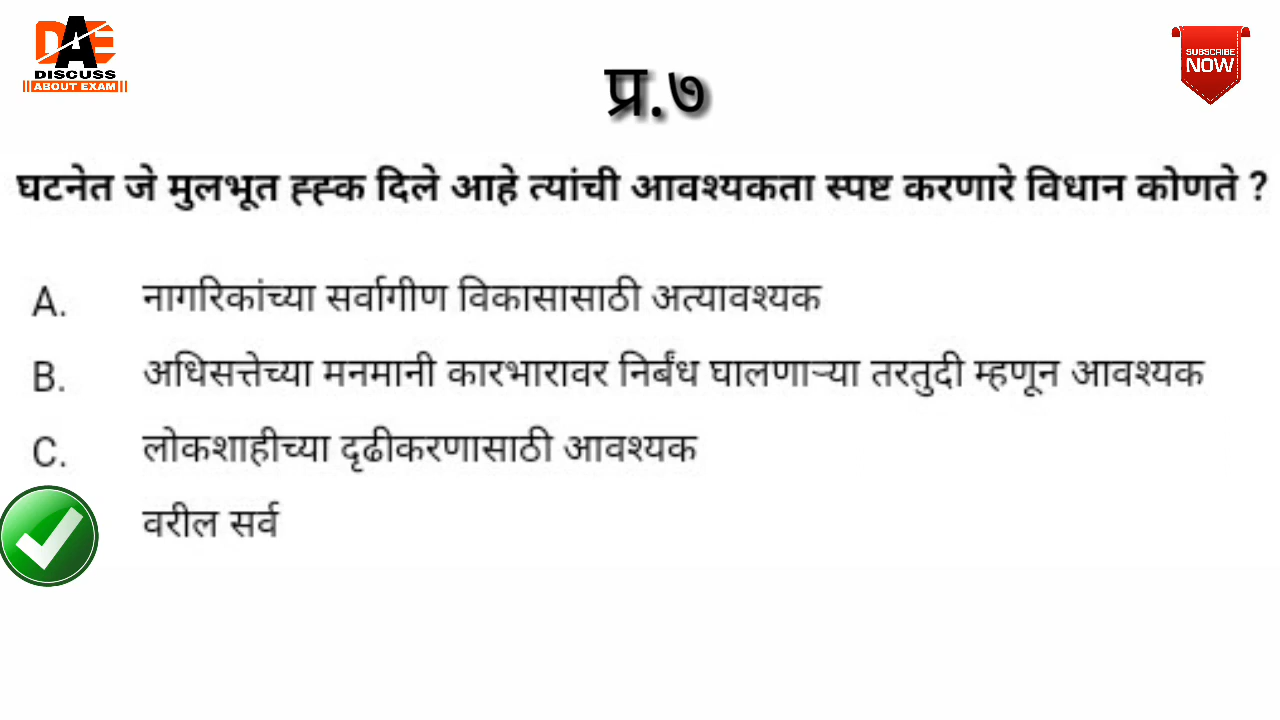 DAE
DISCUSS
ABOUT EXAM
SUBSCRIBE
NOW
प्र.७
घटनेत जे मुलभूत ह्ह्क दिले आहे त्यांची आवश्यकता स्पष्ट करणारे विधान कोणते ?
A. नागरिकांच्या सर्वागीण विकासासाठी अत्यावश्यक
B. अधिसत्तेच्या मनमानी कारभारावर निर्बंध घालणाऱ्या तरतुदी म्हणून आवश्यक
C. लोकशाहीच्या दृढीकरणासाठी आवश्यक
वरील सर्व